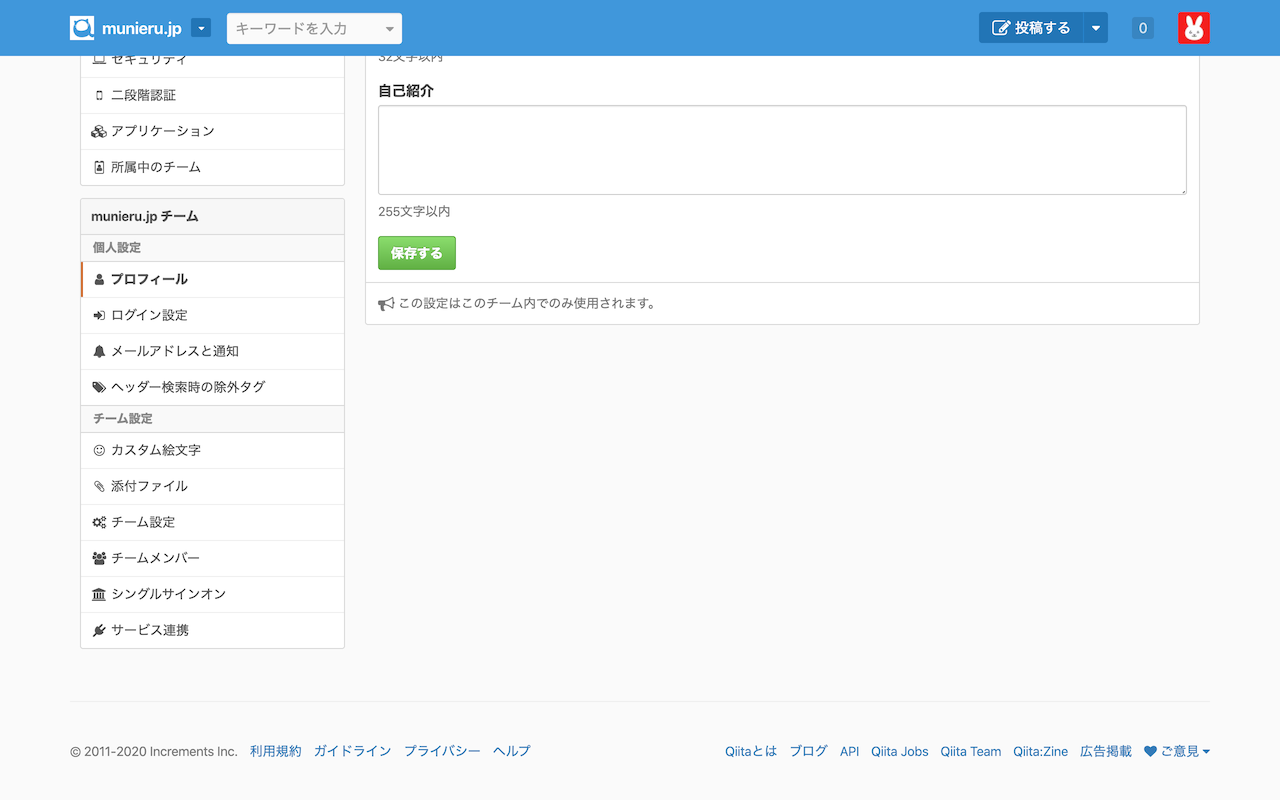 munieru.jp
キーワードを入力
投稿する
0
セキュリティ
二段階認証
アプリケーション
所属中のチーム
munieru.jp チーム
個人設定
プロフィール
ログイン設定
メールアドレスと通知
ヘッダー検索時の除外タグ
チーム設定
カスタム絵文字
添付ファイル
チーム設定
チームメンバー
シングルサインオン
サービス連携
32文字以内
自己紹介
255文字以内
保存する
この設定はこのチーム内でのみ使用されます。
© 2011-2020 Increments Inc. 利用規約 ガイドライン プライバシー ヘルプ
Qiitaとは ブログ API Qiita Jobs Qiita Team Qiita:Zine 広告掲載 ご意見